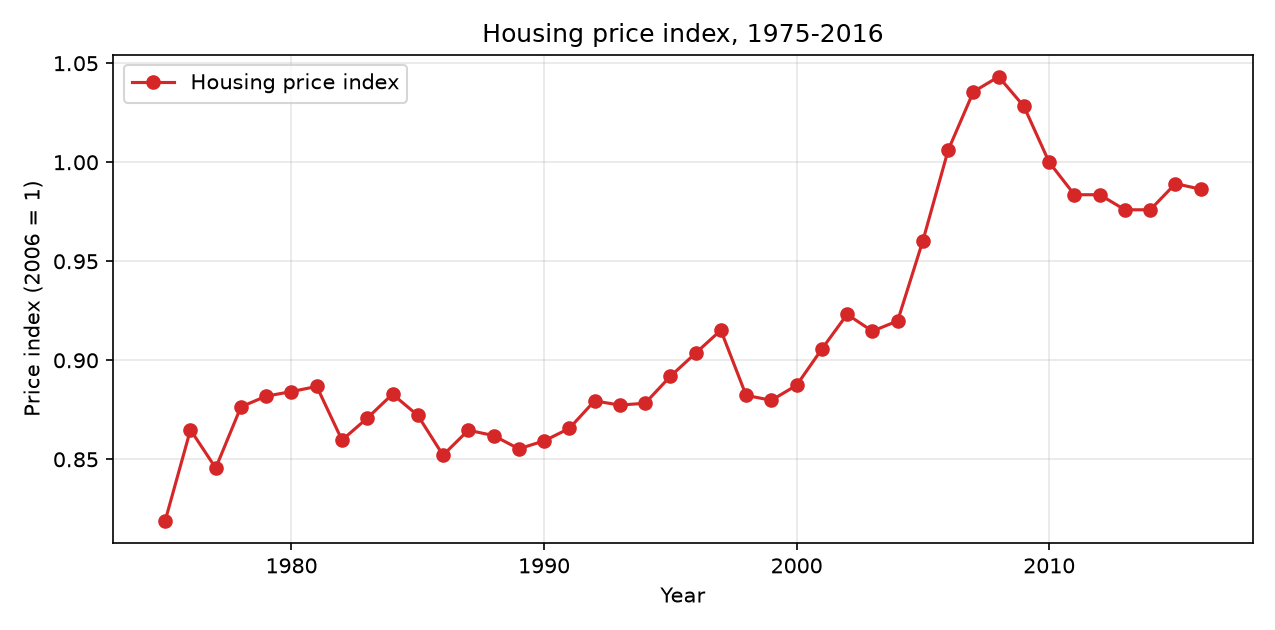 Housing price index, 1975-2016
Housing price index
Price index (2006 = 1)
1.05
1.00
0.95
0.90
0.85
1980
1990
2000
2010
Year